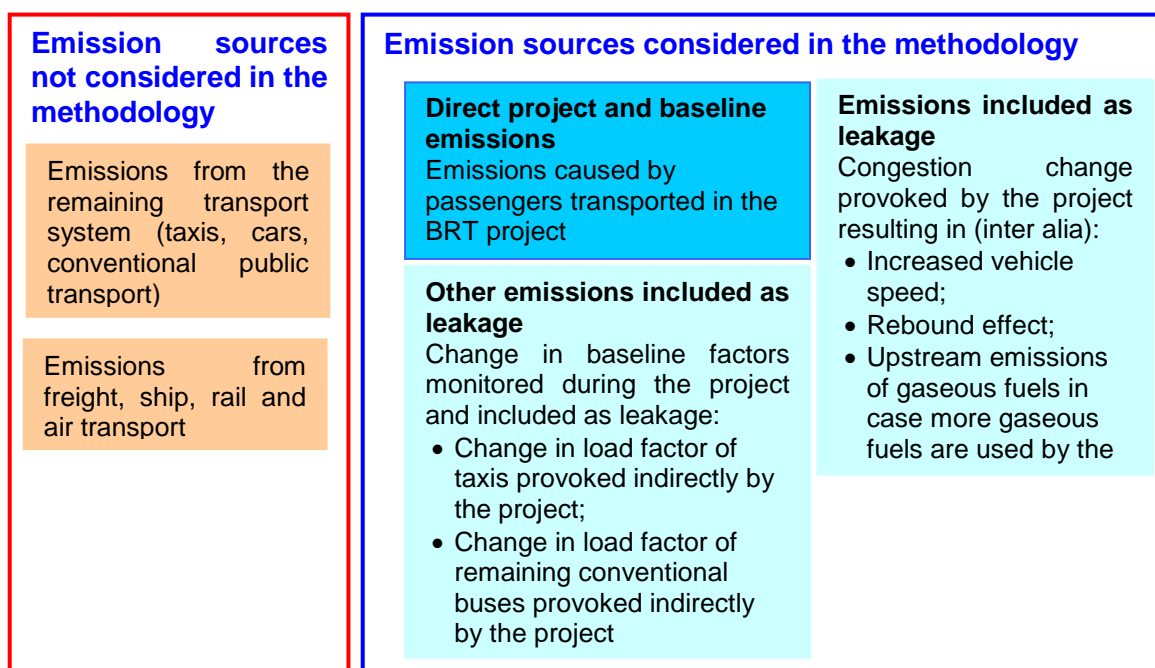 Emission sources
not considered in the
methodology
Emissions from the
remaining transport
system (taxis, cars,
conventional public
transport)
Emissions from
freight, ship, rail and
air transport
Emission sources considered in the methodology
Direct project and baseline
emissions
Emissions caused by
passengers transported in the
BRT project
Other emissions included as
leakage
Change in baseline factors
monitored during the project
and included as leakage:
• Change in load factor of
taxis provoked indirectly by
the project;
• Change in load factor of
remaining conventional
buses provoked indirectly
by the project
Emissions included as
leakage
Congestion change
provoked by the project
resulting in (inter alia):
• Increased vehicle
speed;
• Rebound effect;
• Upstream emissions
of gaseous fuels in
case more gaseous
fuels are used by the